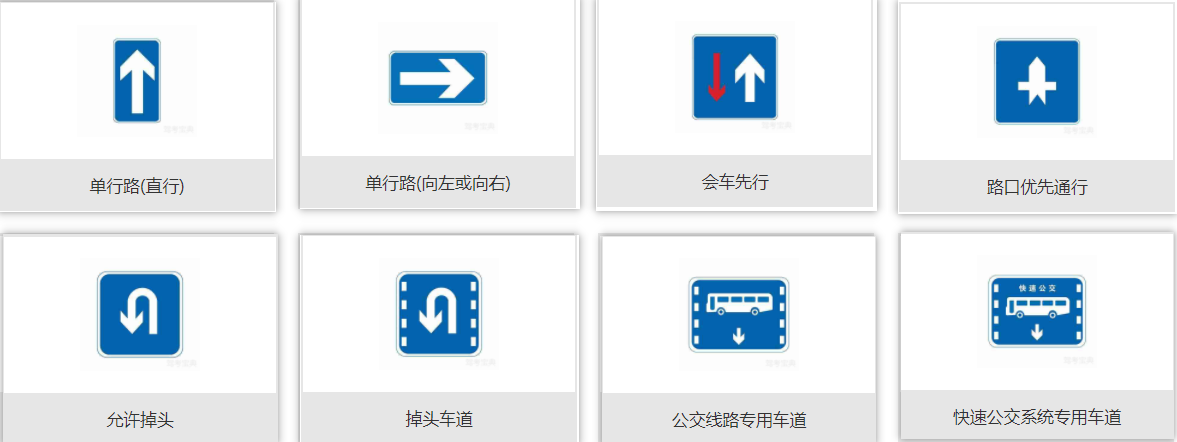 单行路(直行)
单行路(向左或向右)
会车先行
路口优先通行
快速公交
允许掉头
掉头车道
公交线路专用车道
快速公交系统专用车道